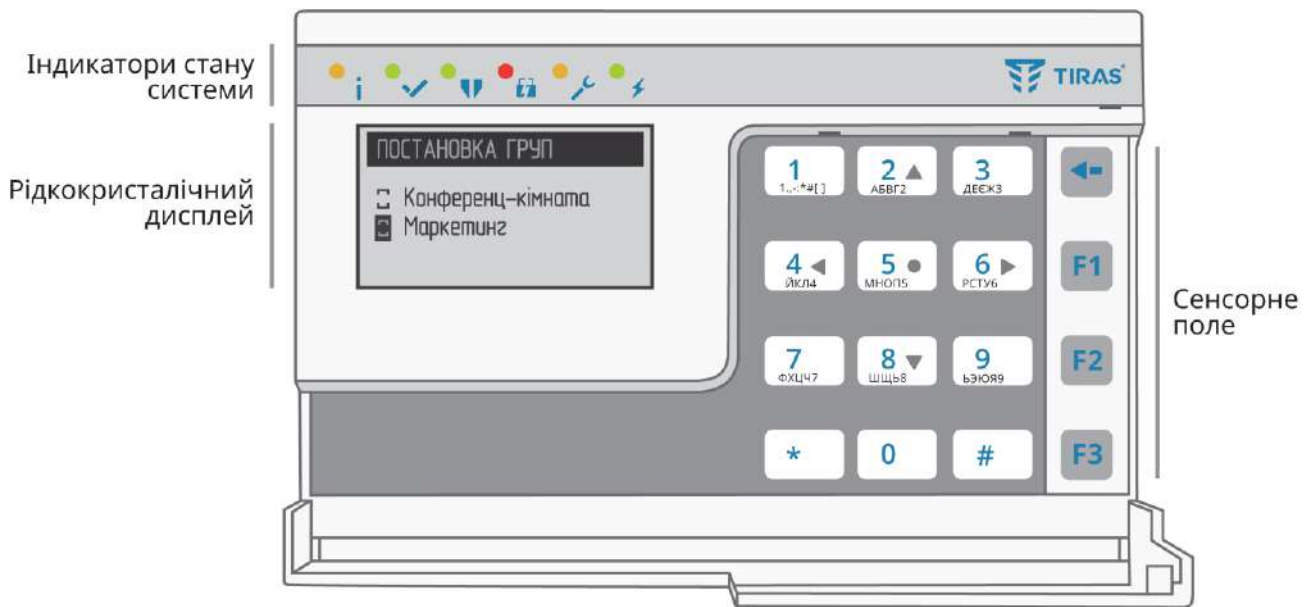 Індикатори стану
системи
TIRAS
Рідкокристалічний
дисплей
ПОСТАНОВКА ГРУП
Конференц-кімната
Маркетинг
1 2 3
1.,-:*#[] АБВГ2 ДЕЄЖЗ
4 5 6 F1
ЙКЛ4 МНОП5 РСТУ6
Сенсорне
поле
7 8 9 F2
ФХЦЧ7 ШЩЬ8 ЬЭЮЯ9
* 0 # F3